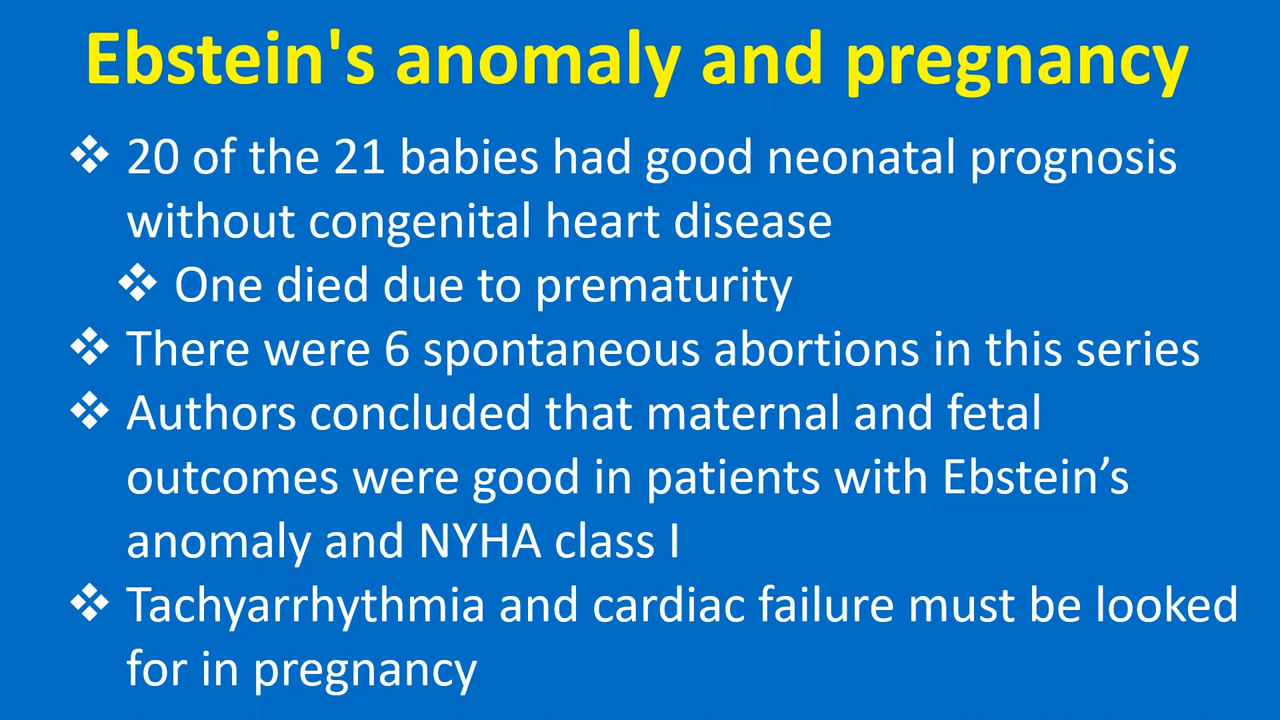 Ebstein's anomaly and pregnancy
❖ 20 of the 21 babies had good neonatal prognosis
without congenital heart disease
❖ One died due to prematurity
❖ There were 6 spontaneous abortions in this series
❖ Authors concluded that maternal and fetal
outcomes were good in patients with Ebstein’s
anomaly and NYHA class I
❖ Tachyarrhythmia and cardiac failure must be looked
for in pregnancy